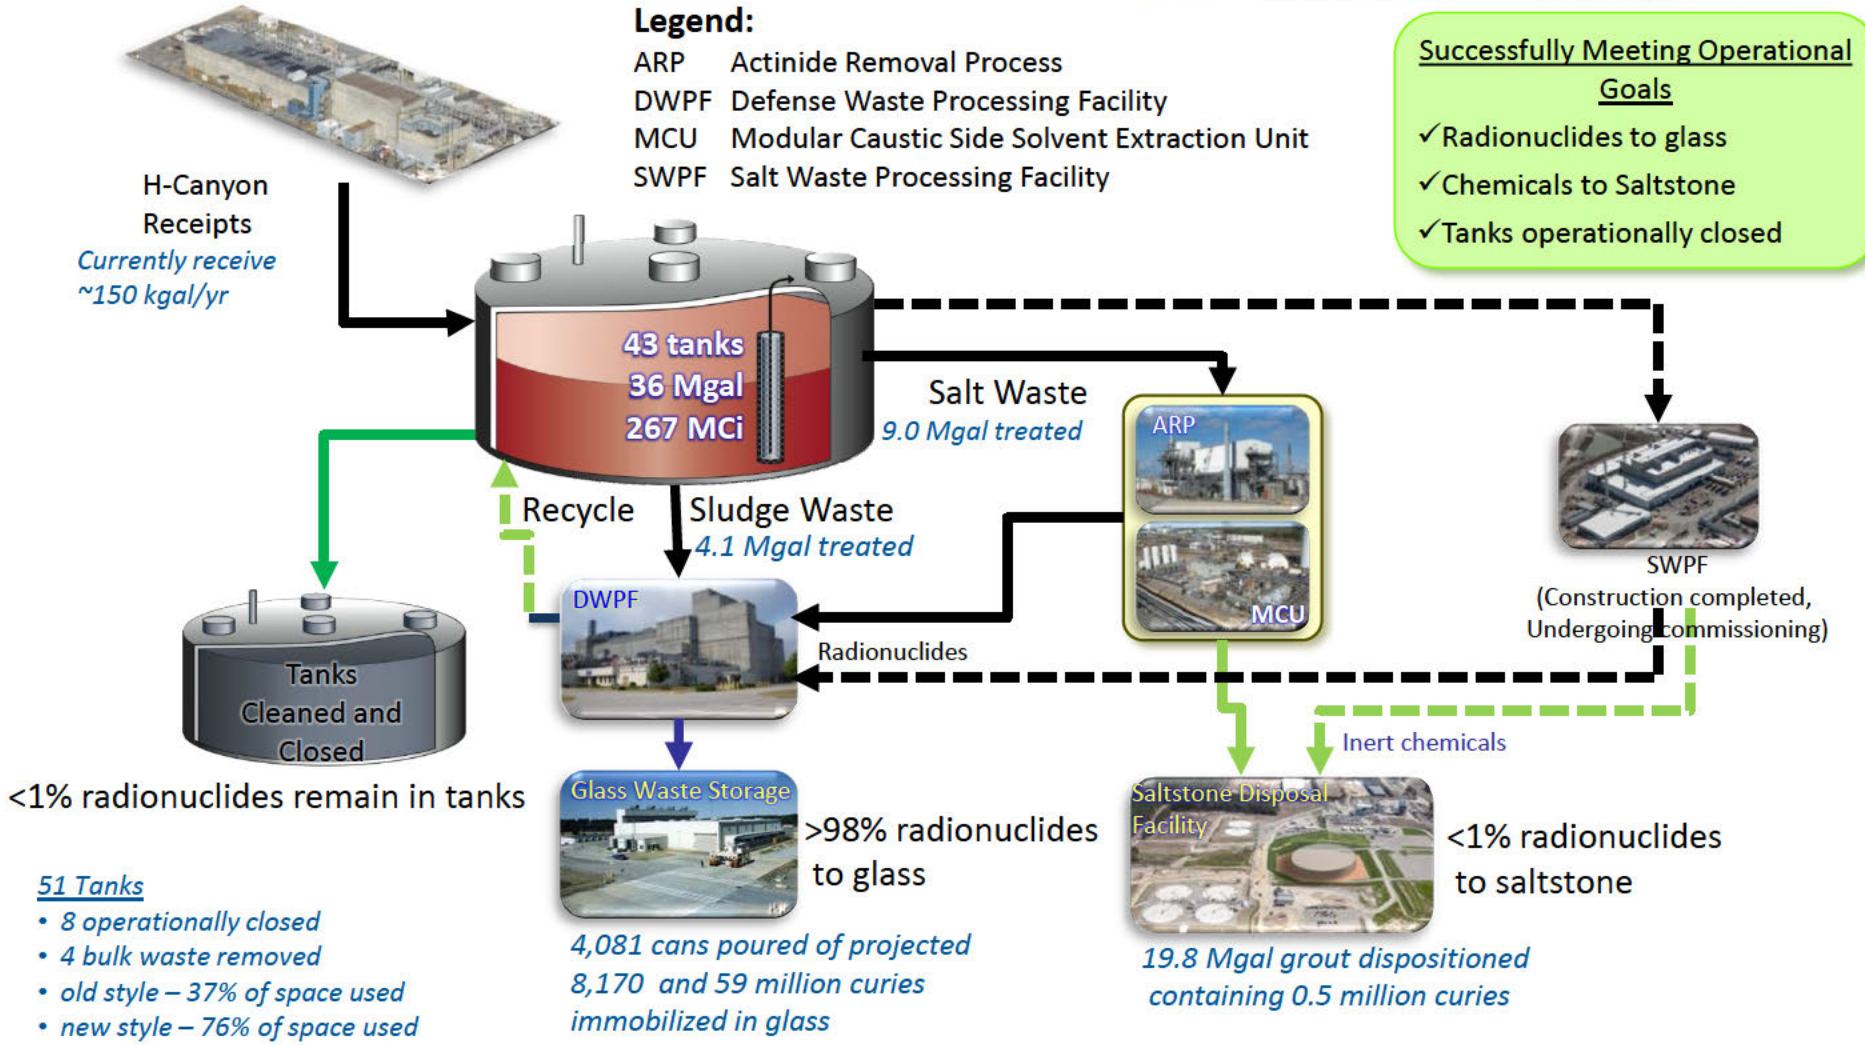 Legend:
ARP Actinide Removal Process
DWPF Defense Waste Processing Facility
MCU Modular Caustic Side Solvent Extraction Unit
SWPF Salt Waste Processing Facility
Successfully Meeting Operational
Goals
✓Radionuclides to glass
✓Chemicals to Saltstone
✓Tanks operationally closed
H-Canyon
Receipts
Currently receive
~150 kgal/yr
43 tanks
36 Mgal
267 MCi
Salt Waste
9.0 Mgal treated
ARP
MCU
SWPF
(Construction completed,
Undergoing commissioning)
Recycle
Sludge Waste
4.1 Mgal treated
DWPF
Radionuclides
Inert chemicals
Tanks
Cleaned and
Closed
<1% radionuclides remain in tanks
Glass Waste Storage
>98% radionuclides
to glass
Saltstone Disposal
Facility
<1% radionuclides
to saltstone
51 Tanks
• 8 operationally closed
• 4 bulk waste removed
• old style – 37% of space used
• new style – 76% of space used
4,081 cans poured of projected
8,170 and 59 million curies
immobilized in glass
19.8 Mgal grout dispositioned
containing 0.5 million curies